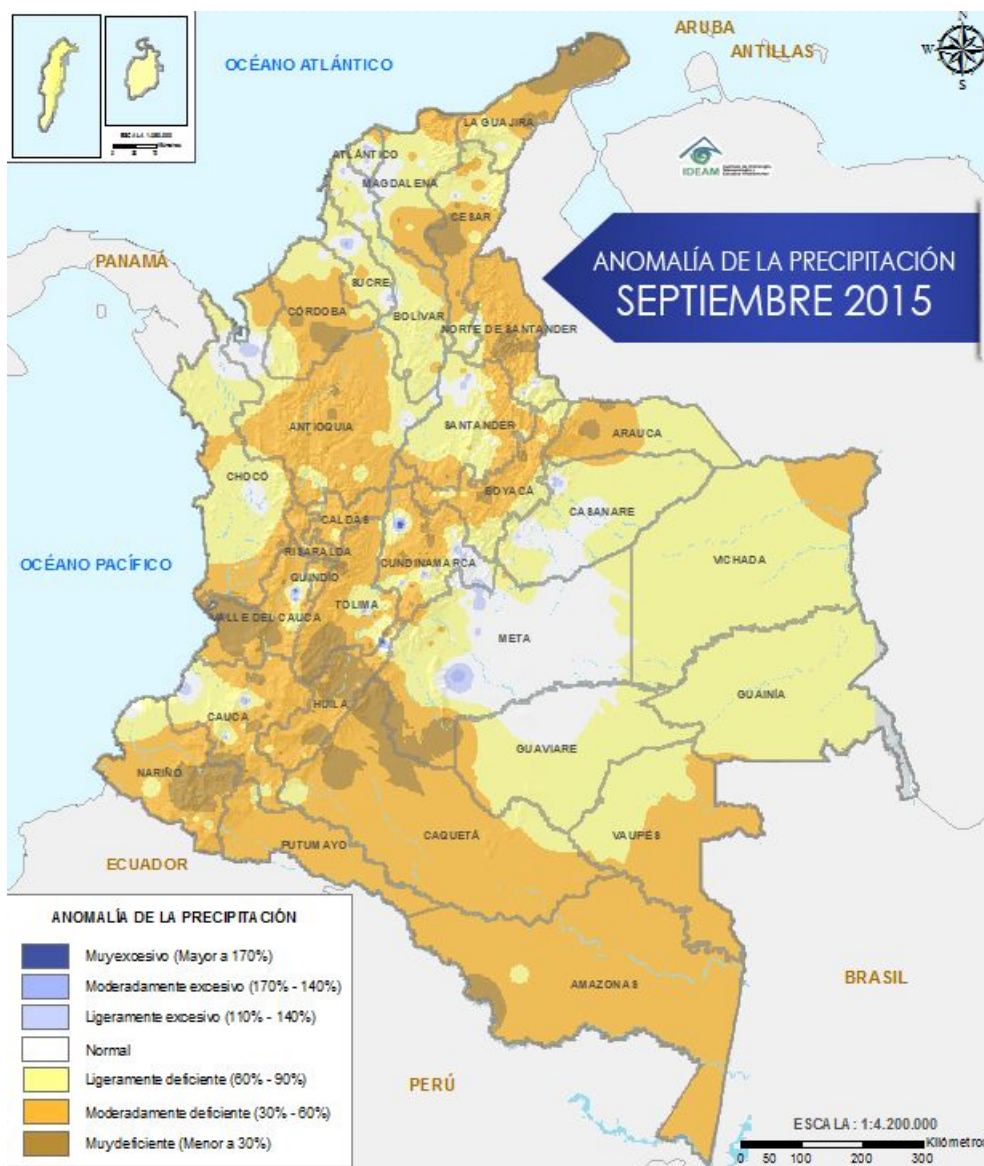 ARUBA
ANTILLAS
N
W
E
S
OCÉANO ATLÁNTICO
LA GUAJIRA
ATLÁNTICO
MAGDALENA
CESAR
IDEAM
ANOMALÍA DE LA PRECIPITACIÓN
SEPTIEMBRE 2015
PANAMÁ
SUCRE
CÓRDOBA
BOLÍVAR
NORTE DE SANTANDER
ANTIOQUIA
SANTANDER
ARAUCA
CHOCÓ
BOYACÁ
CASANARE
CALDAS
OCÉANO PACÍFICO
RISARALDA
CUNDINAMARCA
VICHADA
QUINDÍO
TOLIMA
VALLE DEL CAUCA
META
GUAINÍA
HUILA
CAUCA
GUAVIARE
NARIÑO
CAQUETÁ
VAUPÉS
PUTUMAYO
ECUADOR
AMAZONAS
BRASIL
PERÚ
ANOMALÍA DE LA PRECIPITACIÓN
Muyexcesivo (Mayor a 170%)
Moderadamente excesivo (170% - 140%)
Ligeramente excesivo (110% - 140%)
Normal
Ligeramente deficiente (60% - 90%)
Moderadamente deficiente (30% - 60%)
Muydeficiente (Menor a 30%)
ESCALA : 1:4.200.000
Kilómetros
0 50 100 200 300